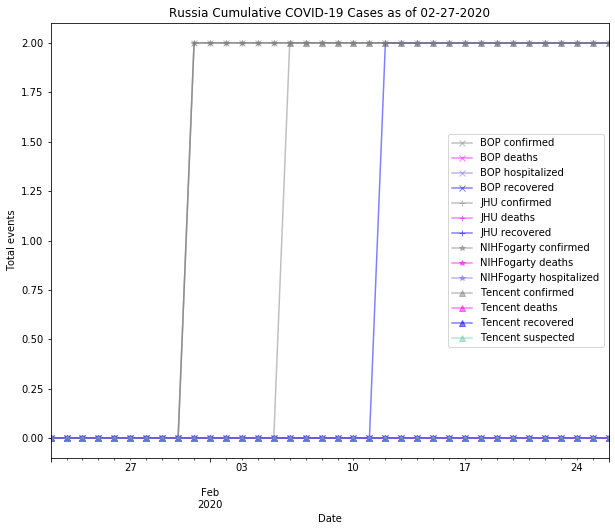 Russia Cumulative COVID-19 Cases as of 02-27-2020
2.00
1.75
1.50
1.25
1.00
0.75
0.50
0.25
0.00
Total events
BOP confirmed
BOP deaths
BOP hospitalized
BOP recovered
JHU confirmed
JHU deaths
JHU recovered
NIHFogarty confirmed
NIHFogarty deaths
NIHFogarty hospitalized
Tencent confirmed
Tencent deaths
Tencent recovered
Tencent suspected
27 03 10 17 24
Feb
2020
Date